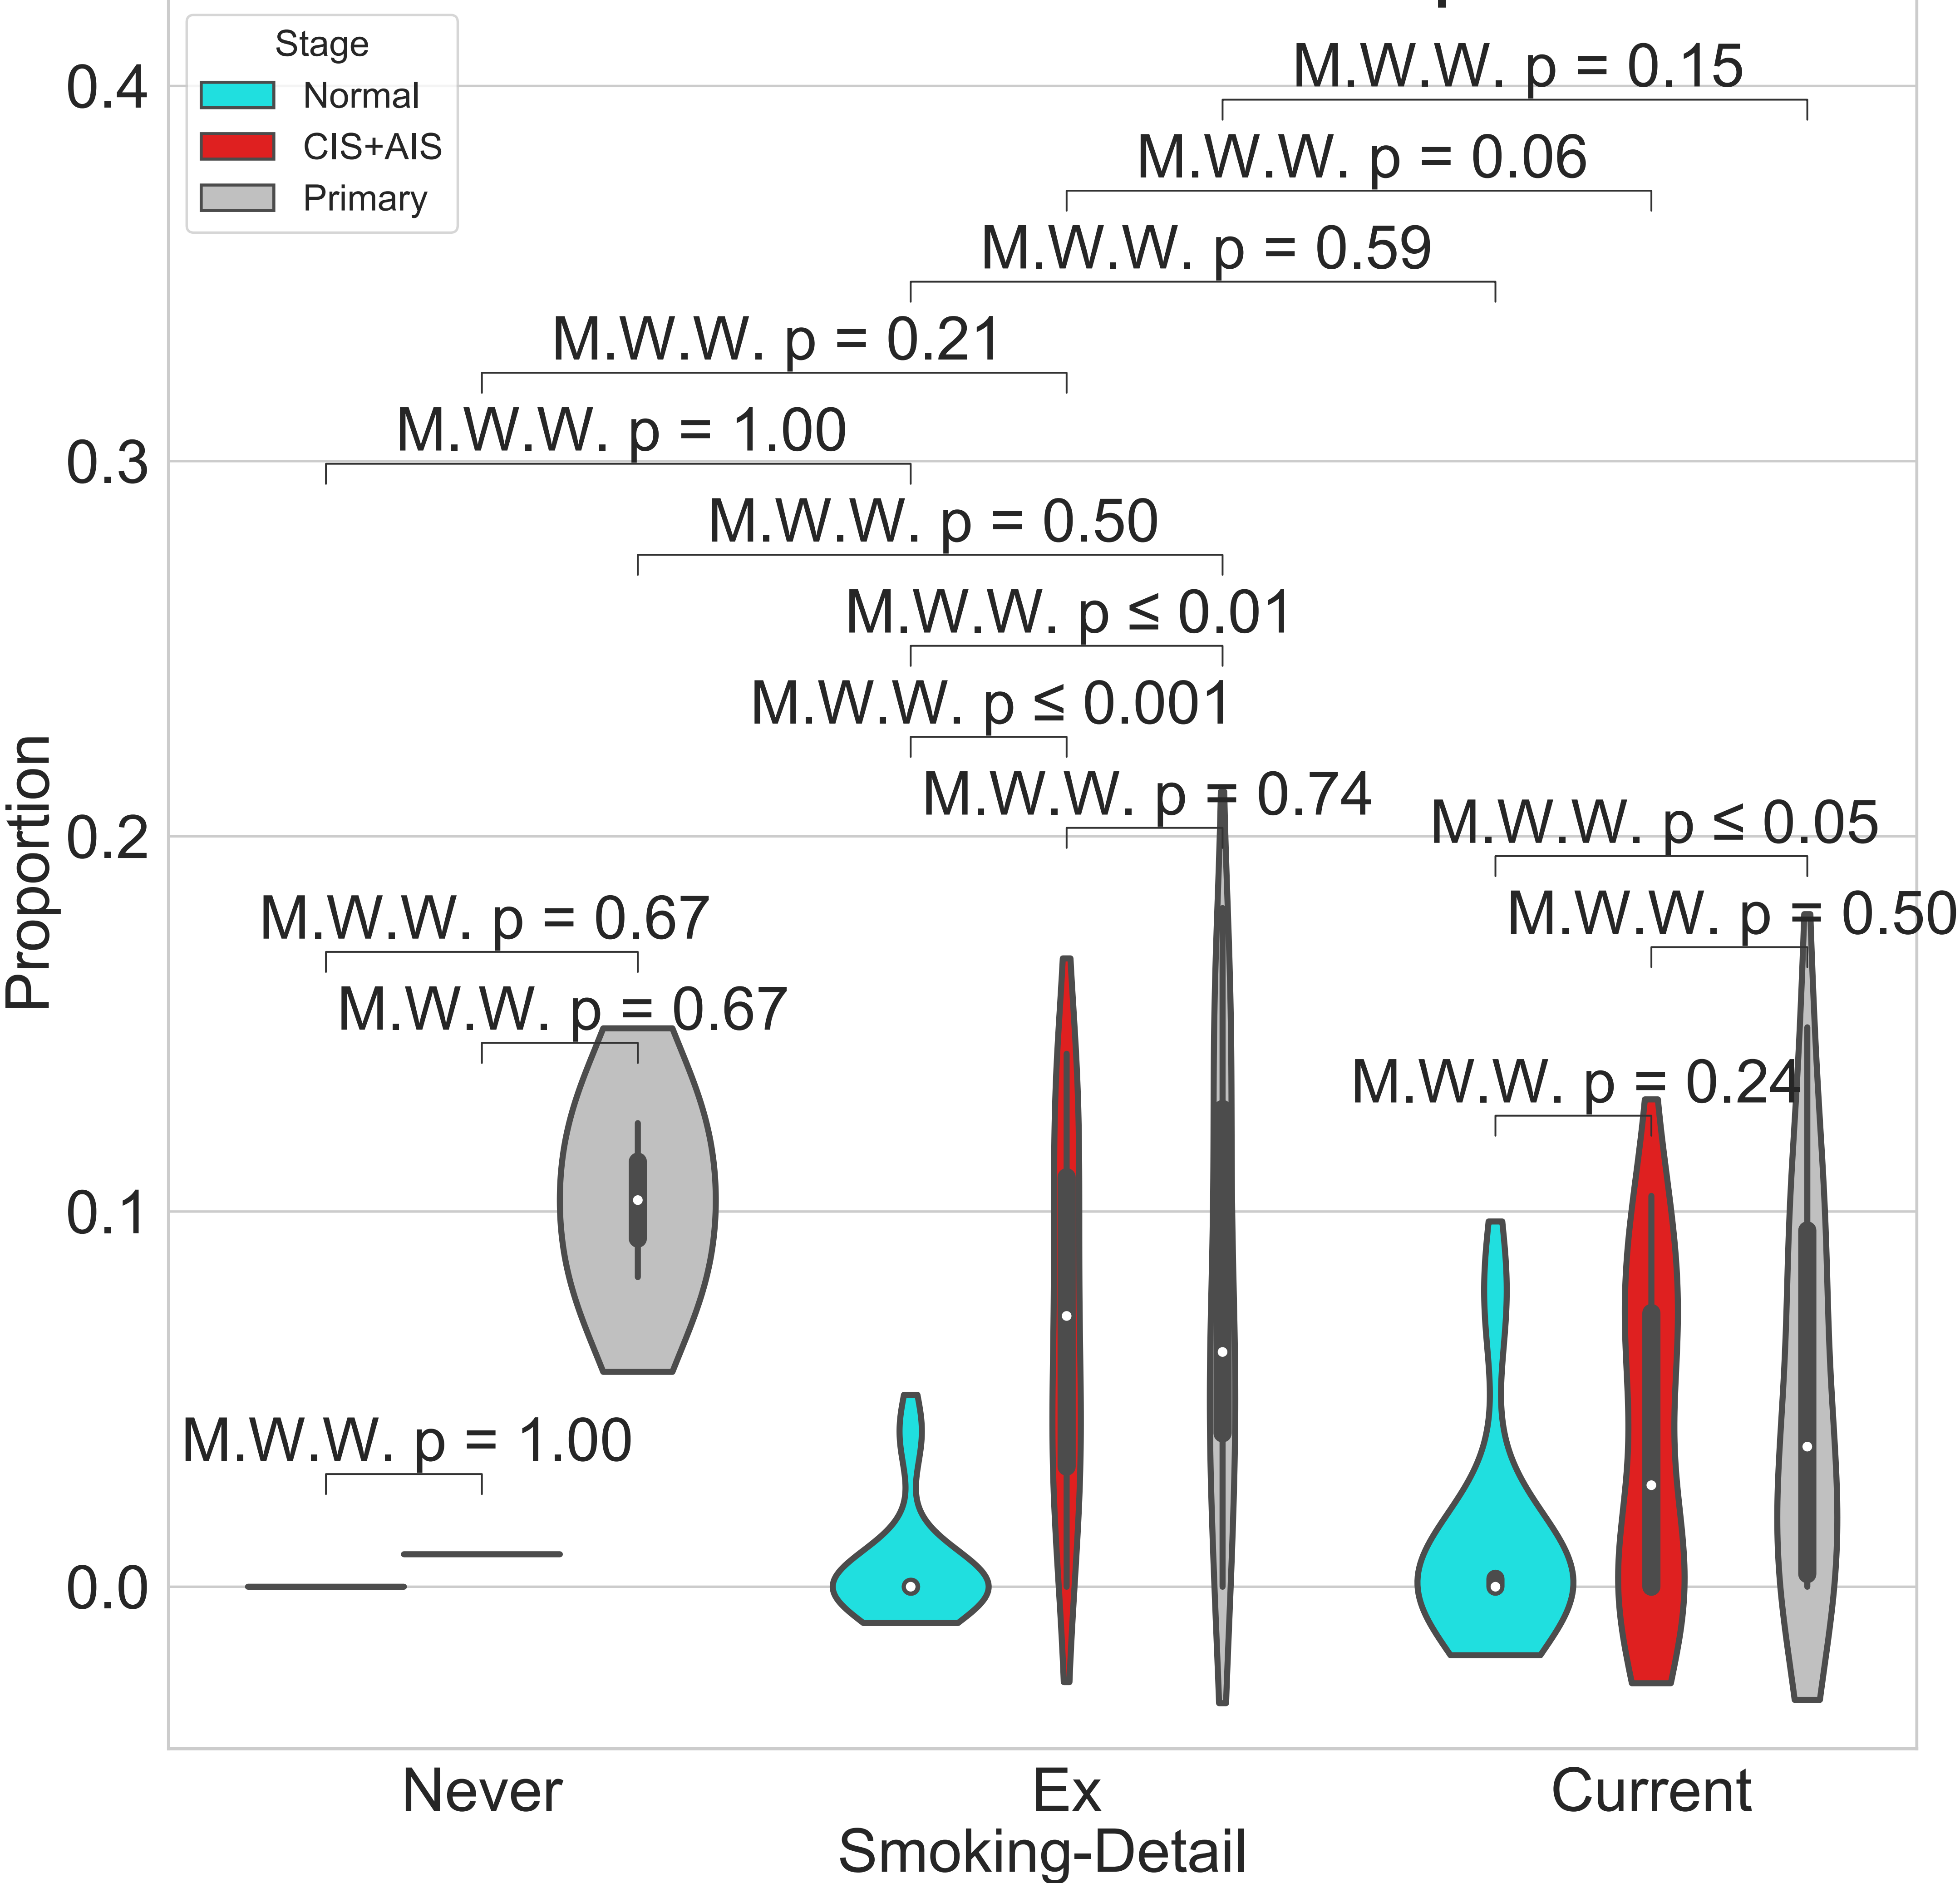 Stage
Normal
CIS+AIS
Primary
M.W.W. p = 0.15
M.W.W. p = 0.06
M.W.W. p = 0.59
M.W.W. p = 0.21
M.W.W. p = 1.00
M.W.W. p = 0.50
M.W.W. p ≤ 0.01
M.W.W. p ≤ 0.001
M.W.W. p = 0.74
M.W.W. p ≤ 0.05
M.W.W. p = 0.67
M.W.W. p = 0.50
M.W.W. p = 0.67
M.W.W. p = 0.24
M.W.W. p = 1.00
0.4
0.3
0.2
0.1
0.0
Proportion
Never
Ex
Current
Smoking-Detail